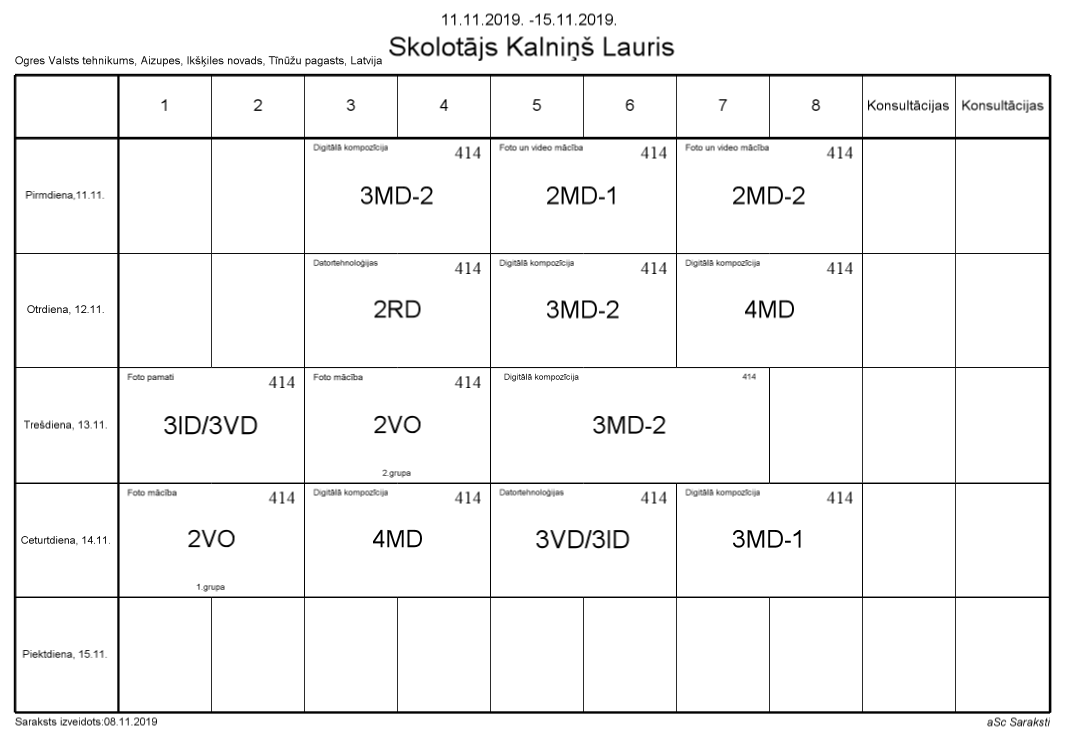 11.11.2019. -15.11.2019.
Skolotājs Kalniņš Lauris
Ogres Valsts tehnikums, Aizupes, Ikšķiles novads, Tīnūžu pagasts, Latvija
1 2 3 4 5 6 7 8 Konsultācijas Konsultācijas
Pirmdiena,11.11.
Digitālā kompozīcija 414
3MD-2
Foto un video mācība 414
2MD-1
Foto un video mācība 414
2MD-2
Otrdiena, 12.11.
Datortehnoloģijas 414
2RD
Digitālā kompozīcija 414
3MD-2
Digitālā kompozīcija 414
4MD
Trešdiena, 13.11.
Foto pamati 414
3ID/3VD
Foto mācība 414
2VO
2.grupa
Digitālā kompozīcija 414
3MD-2
Ceturtdiena, 14.11.
Foto mācība 414
2VO
1.grupa
Digitālā kompozīcija 414
4MD
Datortehnoloģijas 414
3VD/3ID
Digitālā kompozīcija 414
3MD-1
Piektdiena, 15.11.
Saraksts izveidots:08.11.2019
aSc Saraksti